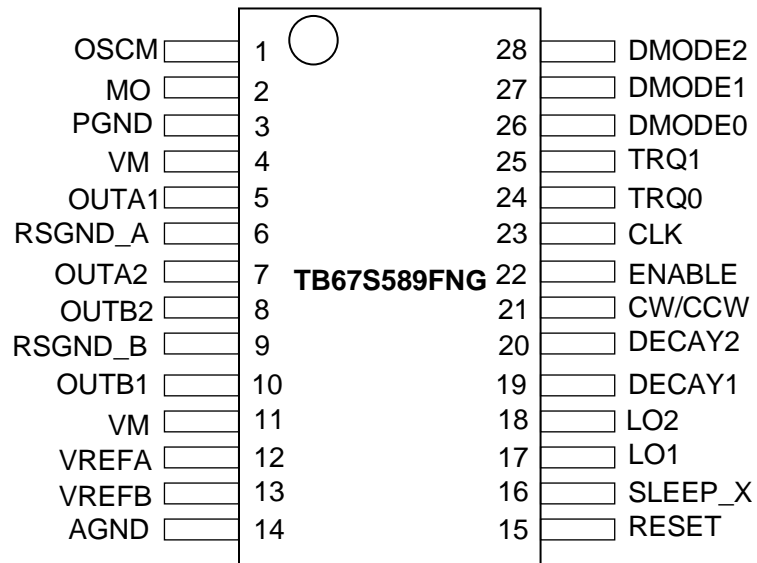 OSCM 1 28 DMODE2
MO 2 27 DMODE1
PGND 3 26 DMODE0
VM 4 25 TRQ1
OUTA1 5 24 TRQ0
RSGND_A 6 23 CLK
OUTA2 7 TB67S589FNG 22 ENABLE
OUTB2 8 21 CW/CCW
RSGND_B 9 20 DECAY2
OUTB1 10 19 DECAY1
VM 11 18 LO2
VREFA 12 17 LO1
VREFB 13 16 SLEEP_X
AGND 14 15 RESET